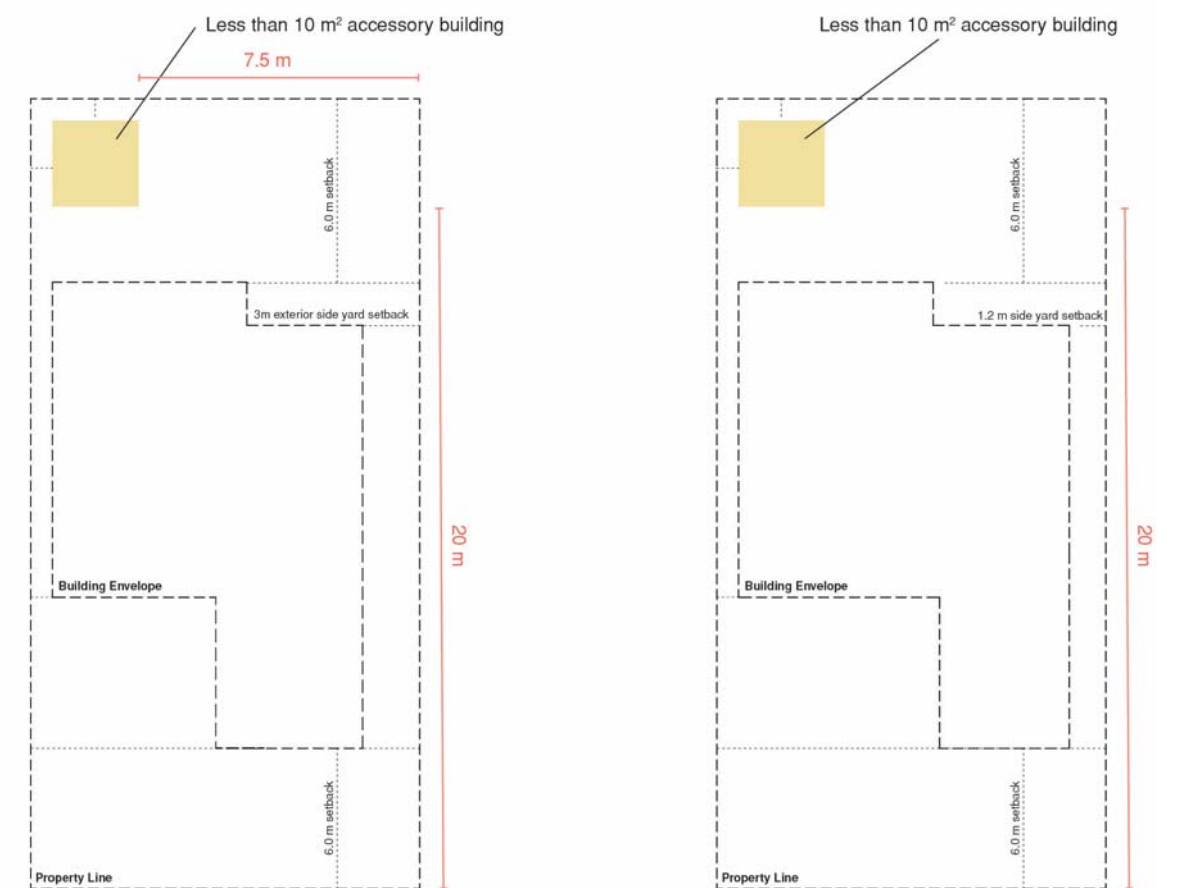 Less than 10 m² accessory building
7.5 m
6.0 m setback
3m exterior side yard setback
20 m
Building Envelope
6.0 m setback
Property Line
Less than 10 m² accessory building
6.0 m setback
1.2 m side yard setback
20 m
Building Envelope
6.0 m setback
Property Line